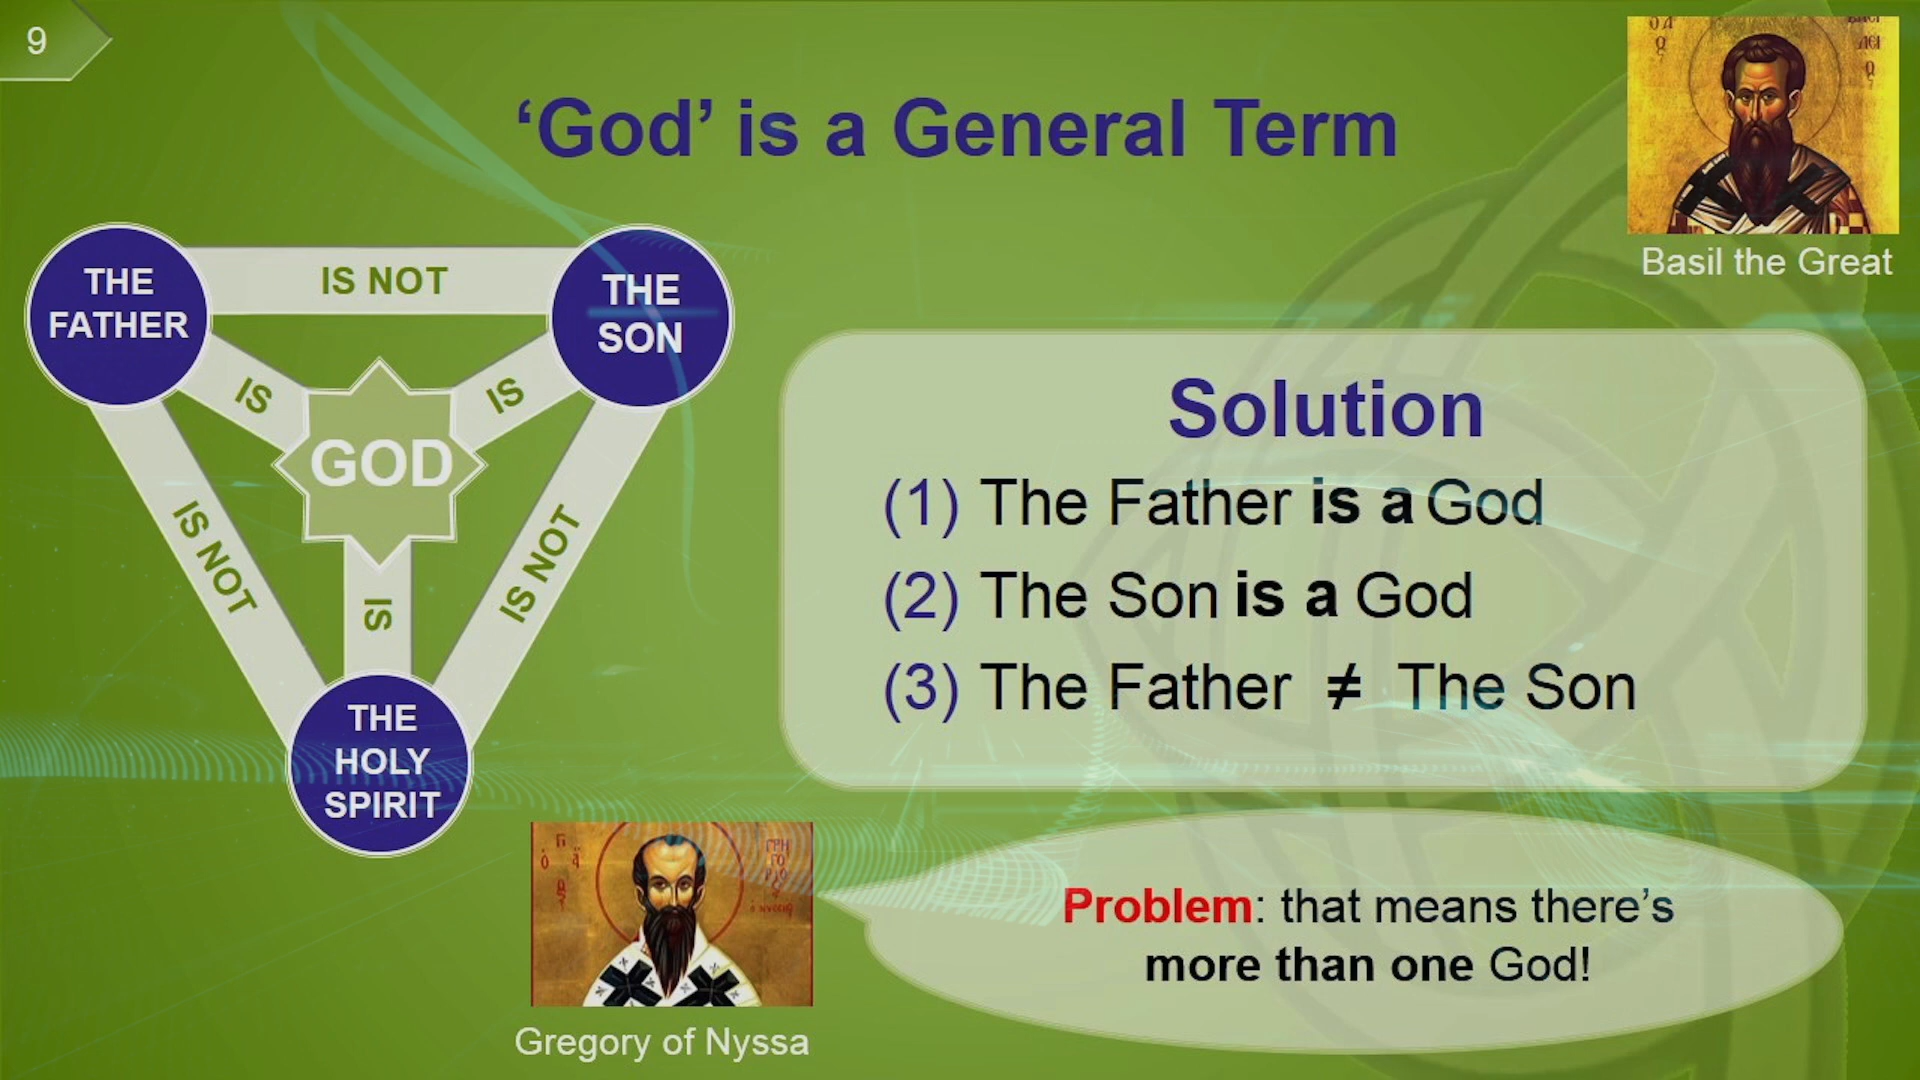 9
‘God’ is a General Term
Basil the Great
THE
FATHER
IS NOT
THE
SON
IS
IS
GOD
IS NOT
IS NOT
IS
THE
HOLY
SPIRIT
Solution
(1) The Father is a God
(2) The Son is a God
(3) The Father ≠ The Son
Problem: that means there’s
more than one God!
Gregory of Nyssa